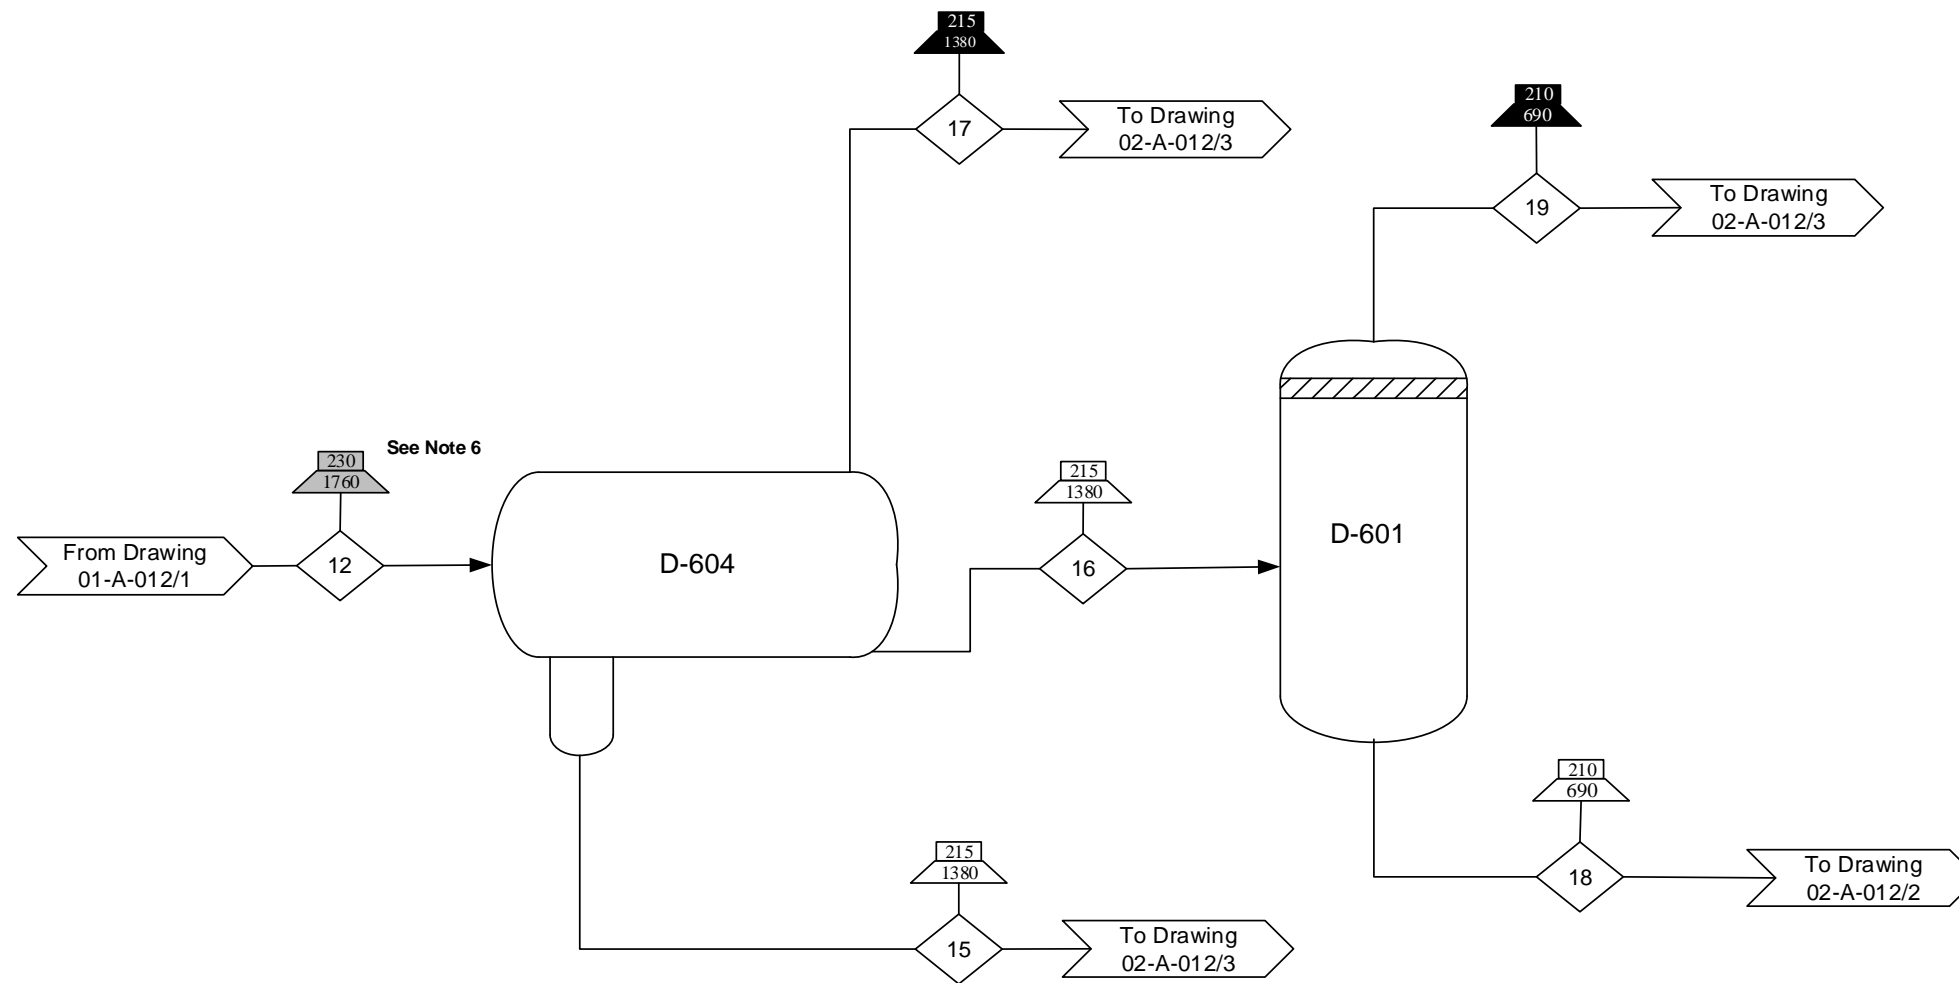 215
1380
17
To Drawing
02-A-012/3
210
690
19
To Drawing
02-A-012/3
See Note 6
230
1760
From Drawing
01-A-012/1
12
D-604
215
1380
16
D-601
210
690
18
To Drawing
02-A-012/2
215
1380
15
To Drawing
02-A-012/3